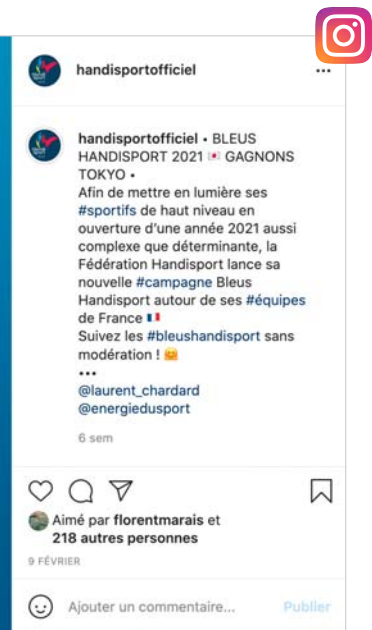 handisportofficiel
...
handisportofficiel • BLEUS
HANDISPORT 2021 🇯🇵 GAGNONS
TOKYO •
Afin de mettre en lumière ses
#sportifs de haut niveau en
ouverture d'une année 2021 aussi
complexe que déterminante, la
Fédération Handisport lance sa
nouvelle #campagne Bleus
Handisport autour de ses #équipes
de France 🇫🇷
Suivez les #bleushandisport sans
modération ! 🤗
•••
@laurent_chardard
@energiedusport
6 sem
Aimé par florentmarais et
218 autres personnes
9 FÉVRIER
Ajouter un commentaire... Publier